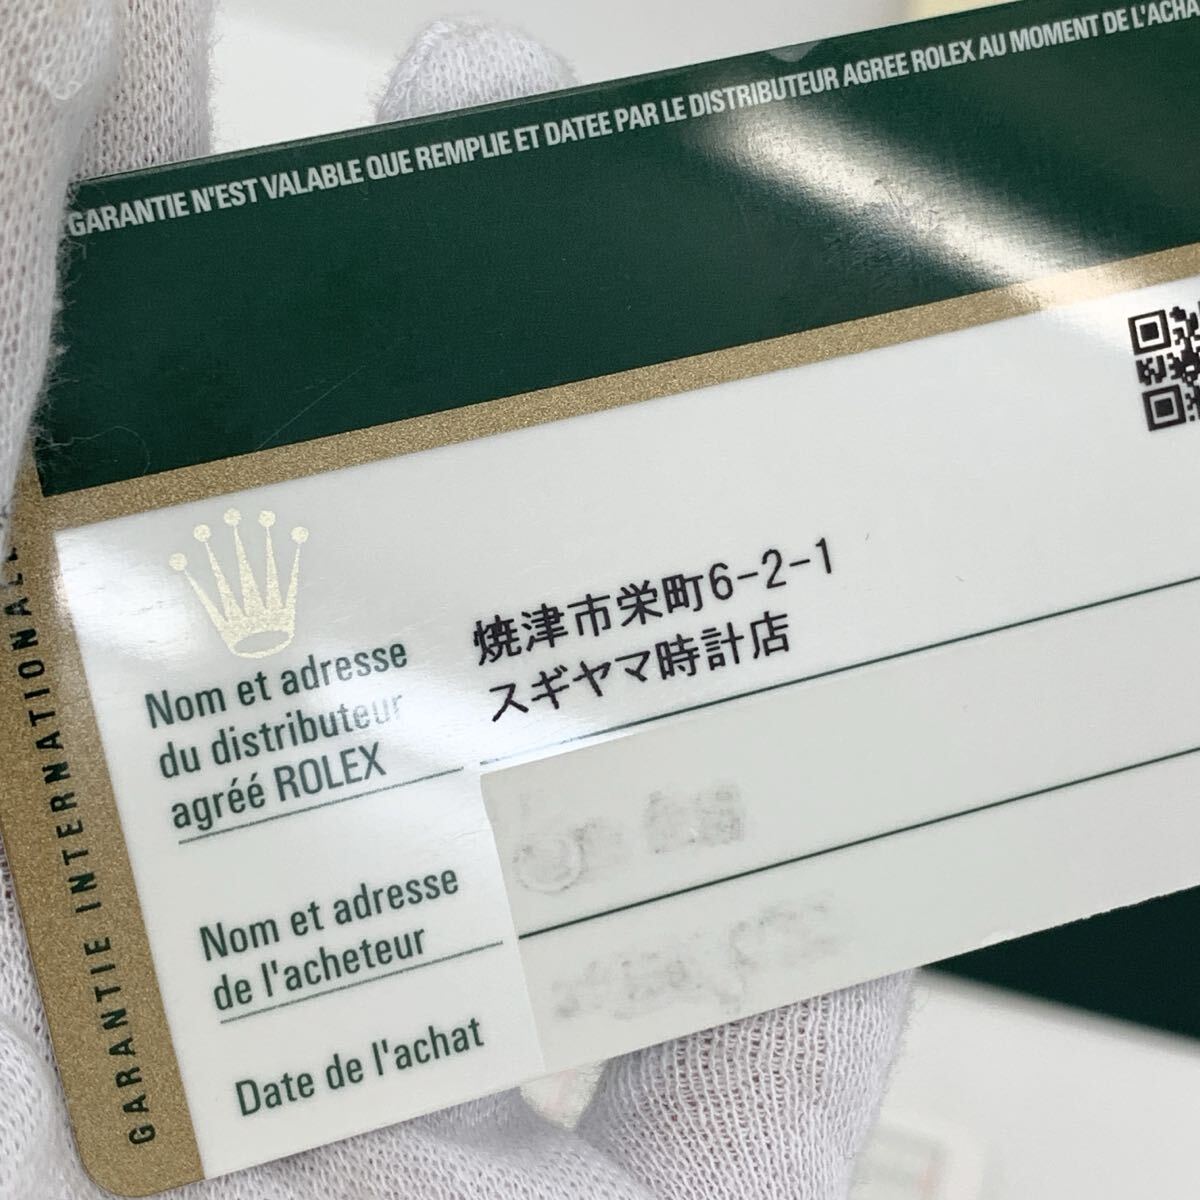 GARANTIE N'EST VALABLE QUE REMPLIE ET DATEE PAR LE DISTRIBUTEUR AGREE ROLEX AU MOMENT DE L'ACHA
焼津市栄町6-2-1
スギヤマ時計店
Nom et adresse
du distributeur
agréé ROLEX
Nom et adresse
de l'acheteur
Date de l'achat
GARANTIE INTERNATIONALE